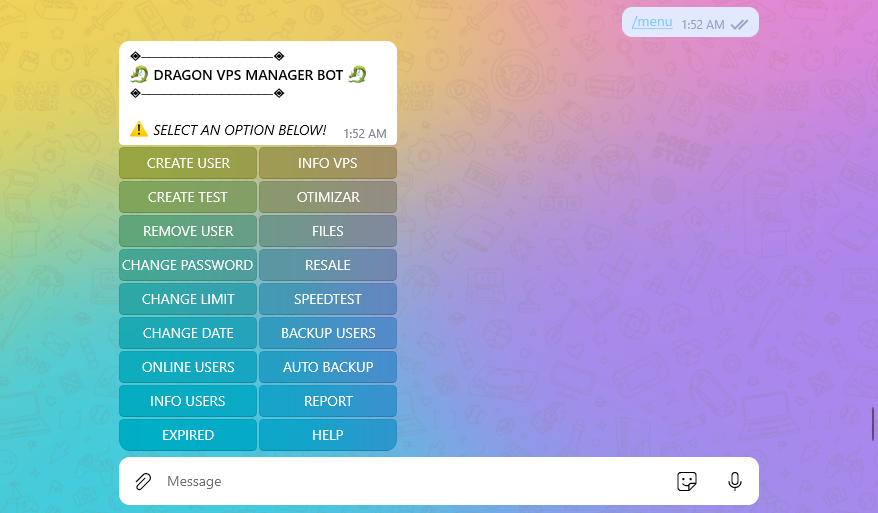 /menu 1:52 AM
◈────────────────◈
🐉 DRAGON VPS MANAGER BOT 🐉
◈────────────────◈
⚠️ SELECT AN OPTION BELOW! 1:52 AM
CREATE USER INFO VPS
CREATE TEST OTIMIZAR
REMOVE USER FILES
CHANGE PASSWORD RESALE
CHANGE LIMIT SPEEDTEST
CHANGE DATE BACKUP USERS
ONLINE USERS AUTO BACKUP
INFO USERS REPORT
EXPIRED HELP
Message